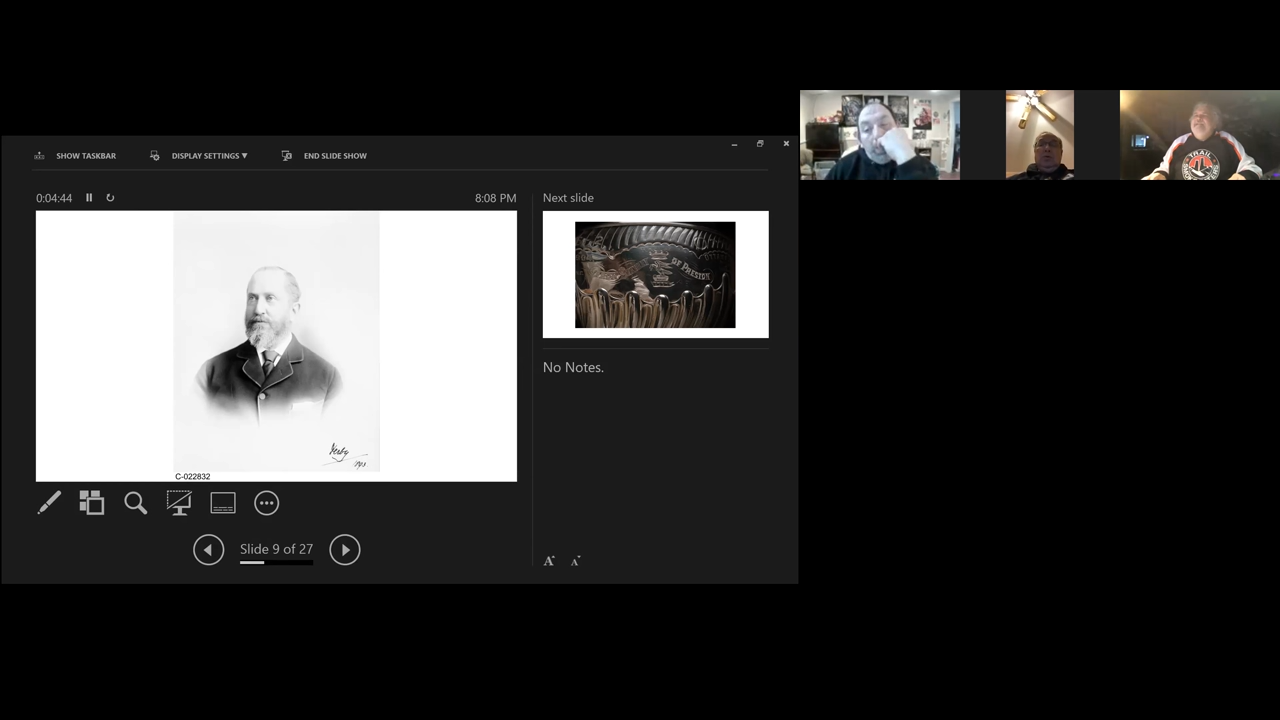 SHOW TASKBAR
DISPLAY SETTINGS ▼
END SLIDE SHOW
0:04:44
8:08 PM
Next slide
OF PRESTON
No Notes.
C-022832
Slide 9 of 27
TRAIL